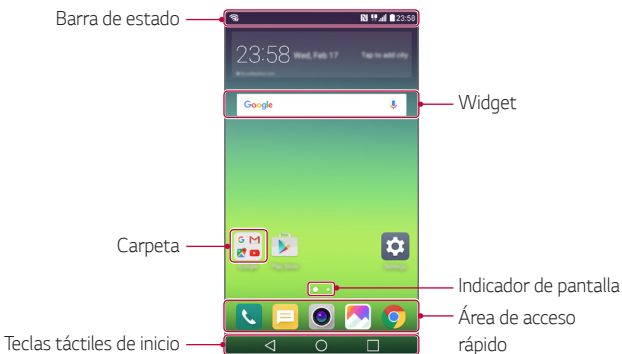 Barra de estado
23:58
23:58 Wed, Feb 17 Tap to add city
Google
Widget
Carpeta
Indicador de pantalla
Área de acceso
rápido
Teclas táctiles de inicio